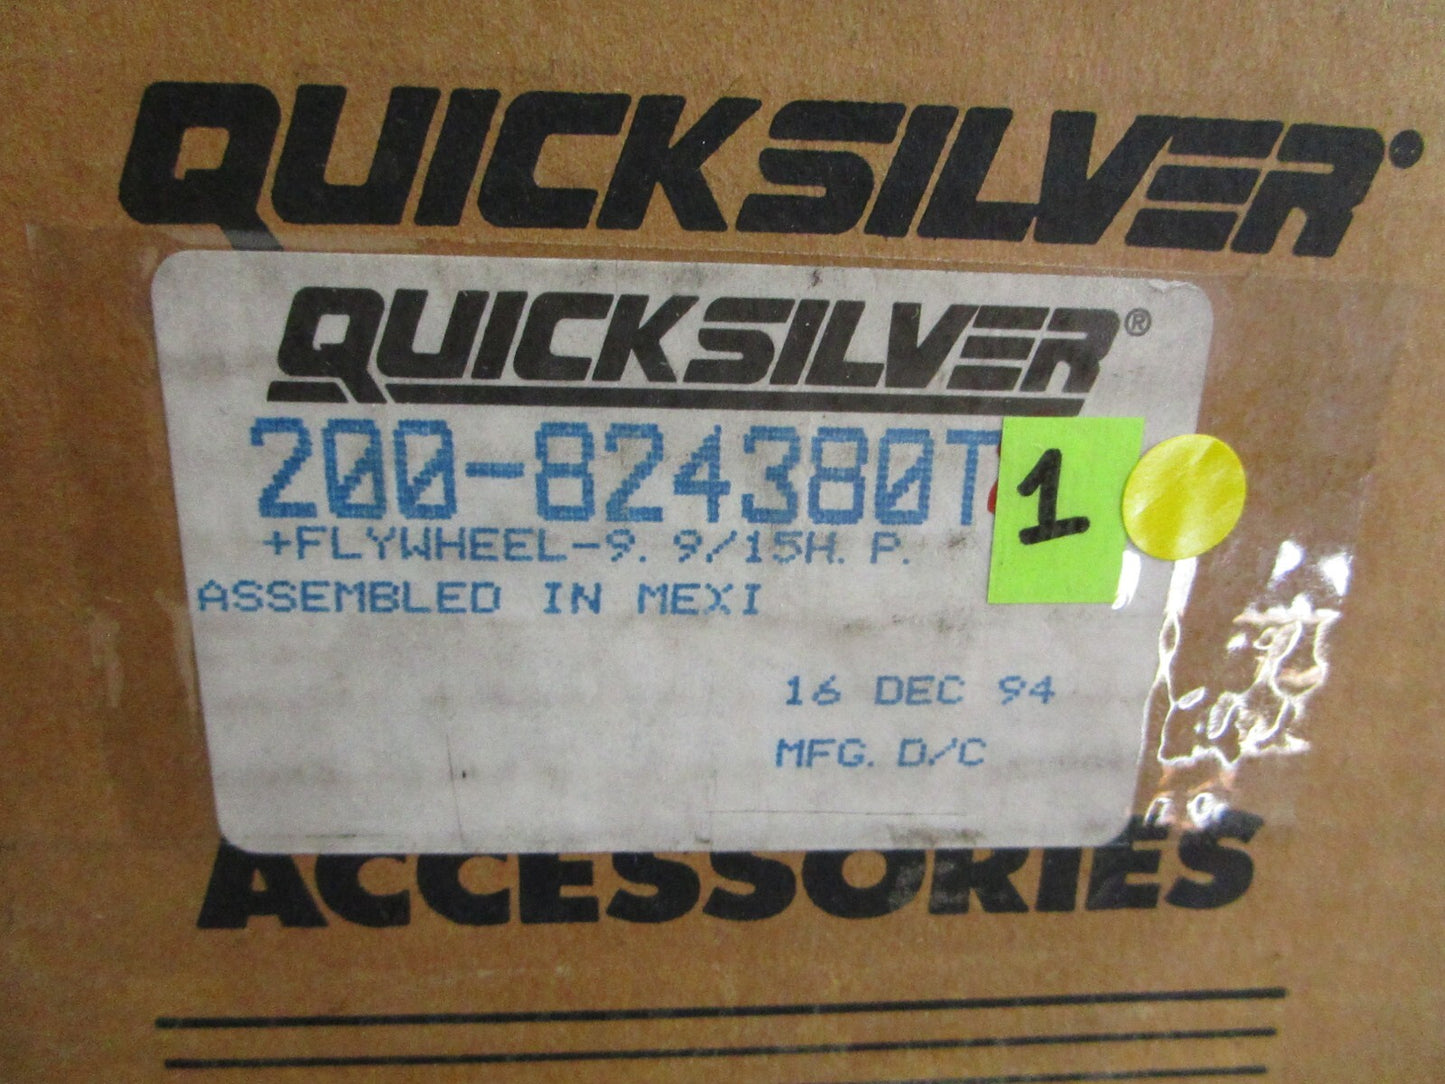 QUICKSILVER
QUICKSILVER®
200-824380T 1
+FLYWHEEL-9.9/15H.P.
ASSEMBLED IN MEXI
16 DEC 94
MFG. D/C
ACCESSORIES